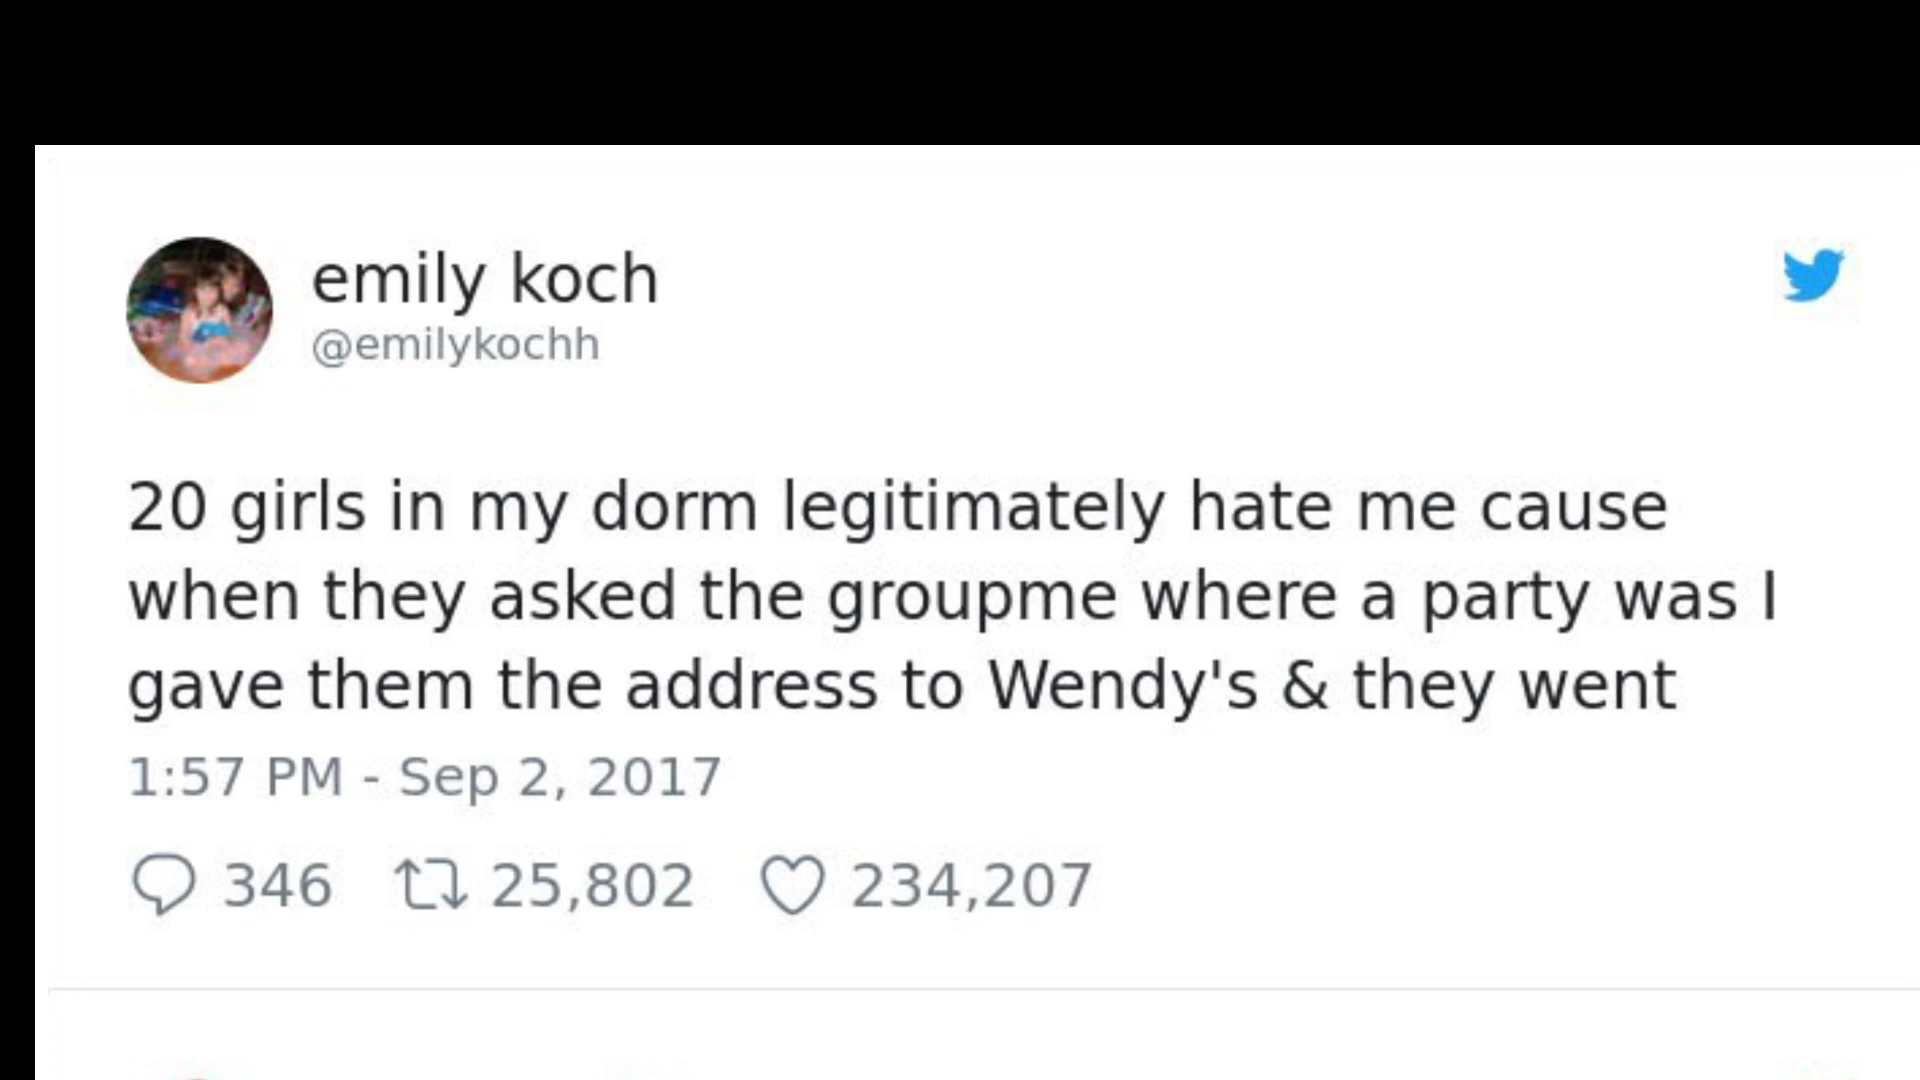 emily koch
@emilykochh
20 girls in my dorm legitimately hate me cause
when they asked the groupme where a party was I
gave them the address to Wendy's & they went
1:57 PM - Sep 2, 2017
346 25,802 234,207